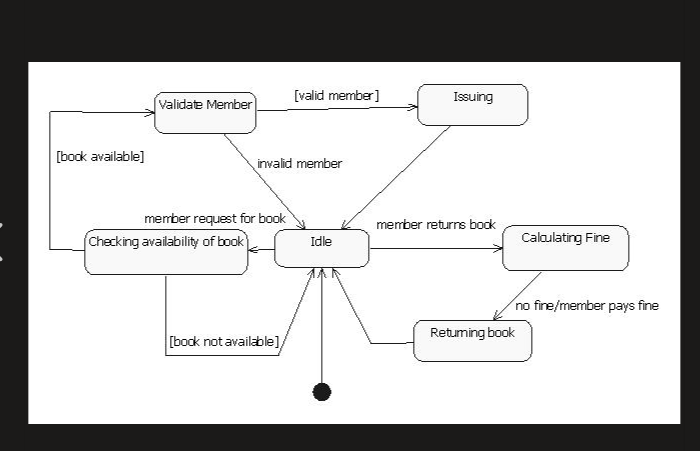 Validate Member
[valid member]
Issuing
[book available]
invalid member
member request for book
member returns book
Checking availability of book
Idle
Calculating Fine
no fine/member pays fine
[book not available]
Returning book